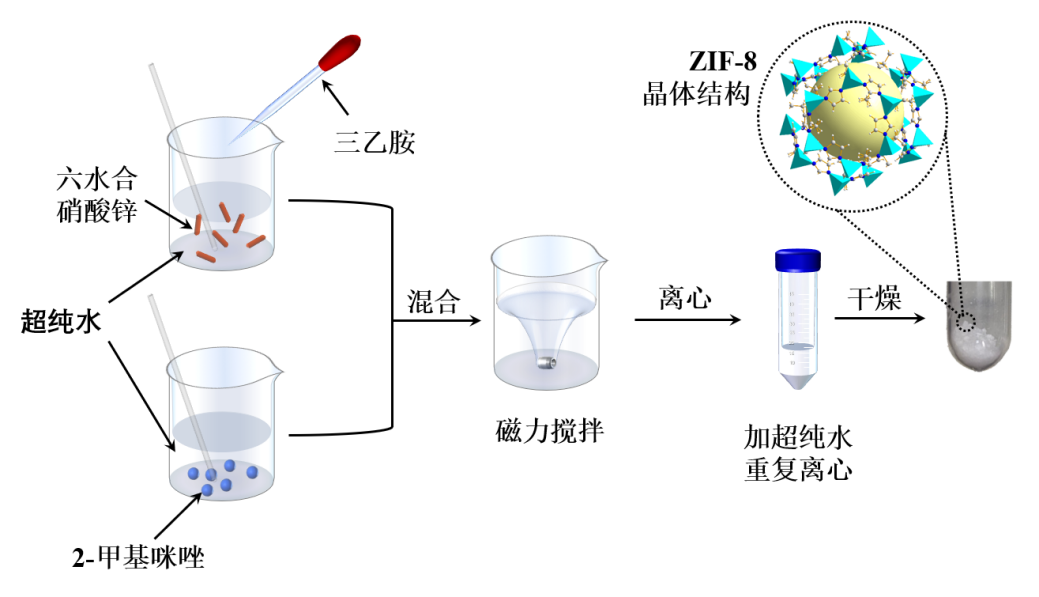 ZIF-8
晶体结构
三乙胺
六水合
硝酸锌
超纯水
混合
离心
干燥
磁力搅拌
加超纯水
重复离心
2-甲基咪唑